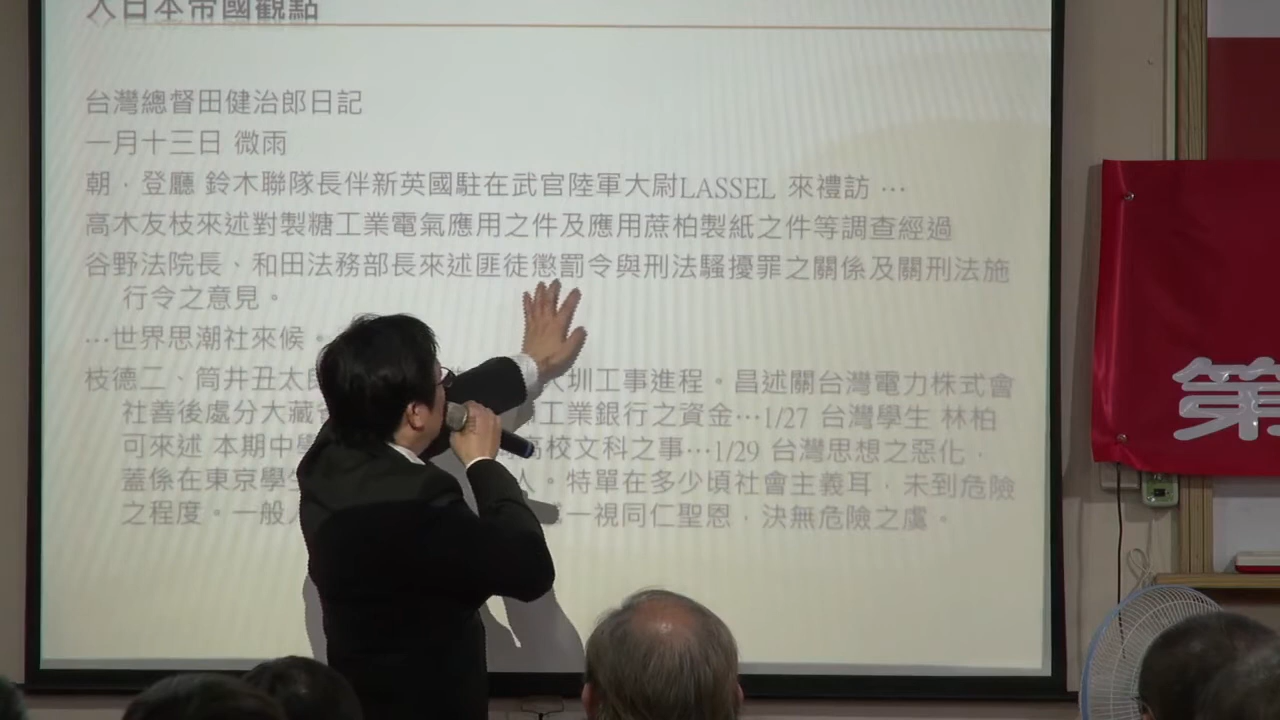 大日本帝國觀點
台灣總督田健治郎日記
一月十三日 微雨
朝．登廳 鈴木聯隊長伴新英國駐在武官陸軍大尉LASSEL 來禮訪 …
高木友枝來述對製糖工業電氣應用之件及應用蔗柏製紙之件等調查經過
谷野法院長、和田法務部長來述匪徒懲罰令與刑法騷擾罪之關係及關刑法施
行令之意見。
…世界思潮社來候。
枝德二、筒井丑太郎 大圳工事進程。昌述關台灣電力株式會
社善後處分大藏省 工業銀行之資金…1/27 台灣學生 林柏
可來述 本期中學 高校文科之事…1/29 台灣思想之惡化．
蓋係在東京學生 人。特單在多少傾社會主義耳．未到危險
之程度。一般人 一視同仁聖恩．決無危險之虞。
第